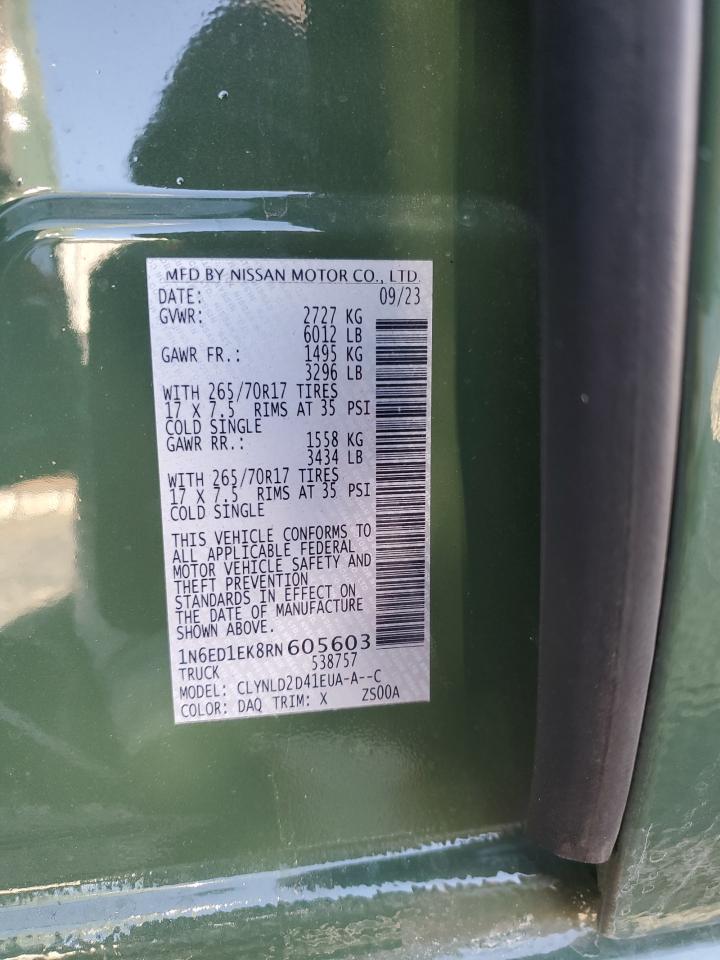 MFD BY NISSAN MOTOR CO., LTD
DATE: 09/23
GVWR: 2727 KG
6012 LB
GAWR FR.: 1495 KG
3296 LB
WITH 265/70R17 TIRES
17 X 7.5 RIMS AT 35 PSI
COLD SINGLE
GAWR RR.: 1558 KG
3434 LB
WITH 265/70R17 TIRES
17 X 7.5 RIMS AT 35 PSI
COLD SINGLE
THIS VEHICLE CONFORMS TO
ALL APPLICABLE FEDERAL
MOTOR VEHICLE SAFETY AND
THEFT PREVENTION
STANDARDS IN EFFECT ON
THE DATE OF MANUFACTURE
SHOWN ABOVE.
1N6ED1EK8RN605603
TRUCK 538757
MODEL: CLYNLD2D41EUA-A--C
COLOR: DAQ TRIM: X ZS00A